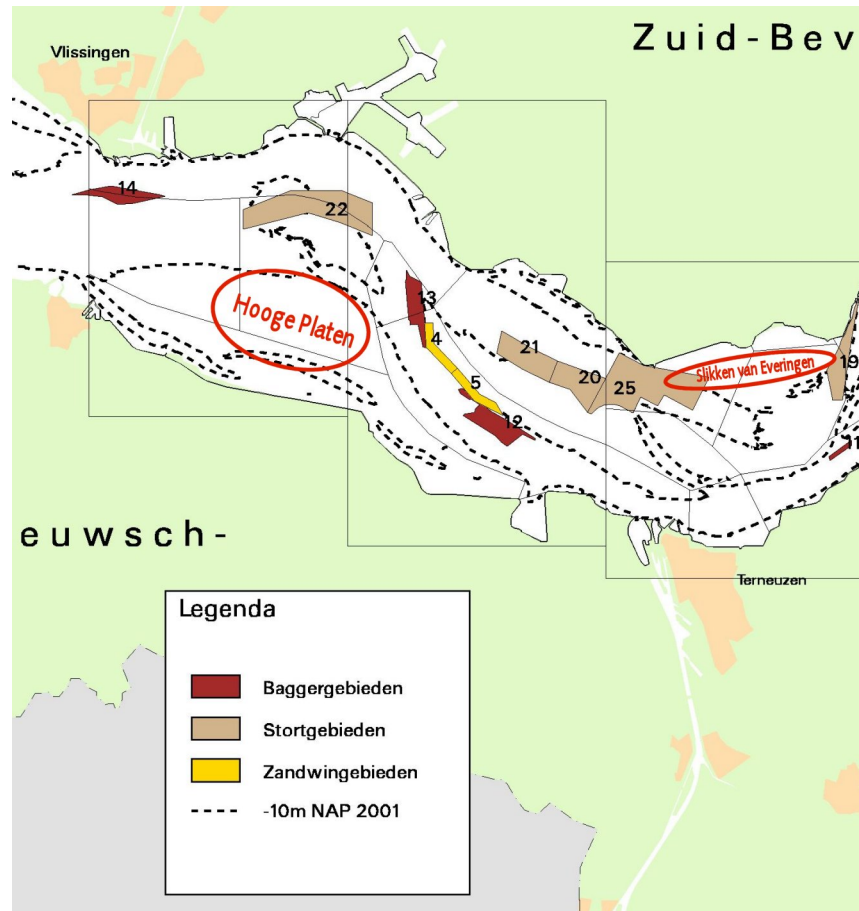 Zuid-Bev
Vlissingen
14
22
13
Hooge Platen
4
21
19
Slikken van Everingen
20
25
5
12
11
euwsch-
Terneuzen
Legenda
Baggergebieden
Stortgebieden
Zandwingebieden
-10m NAP 2001